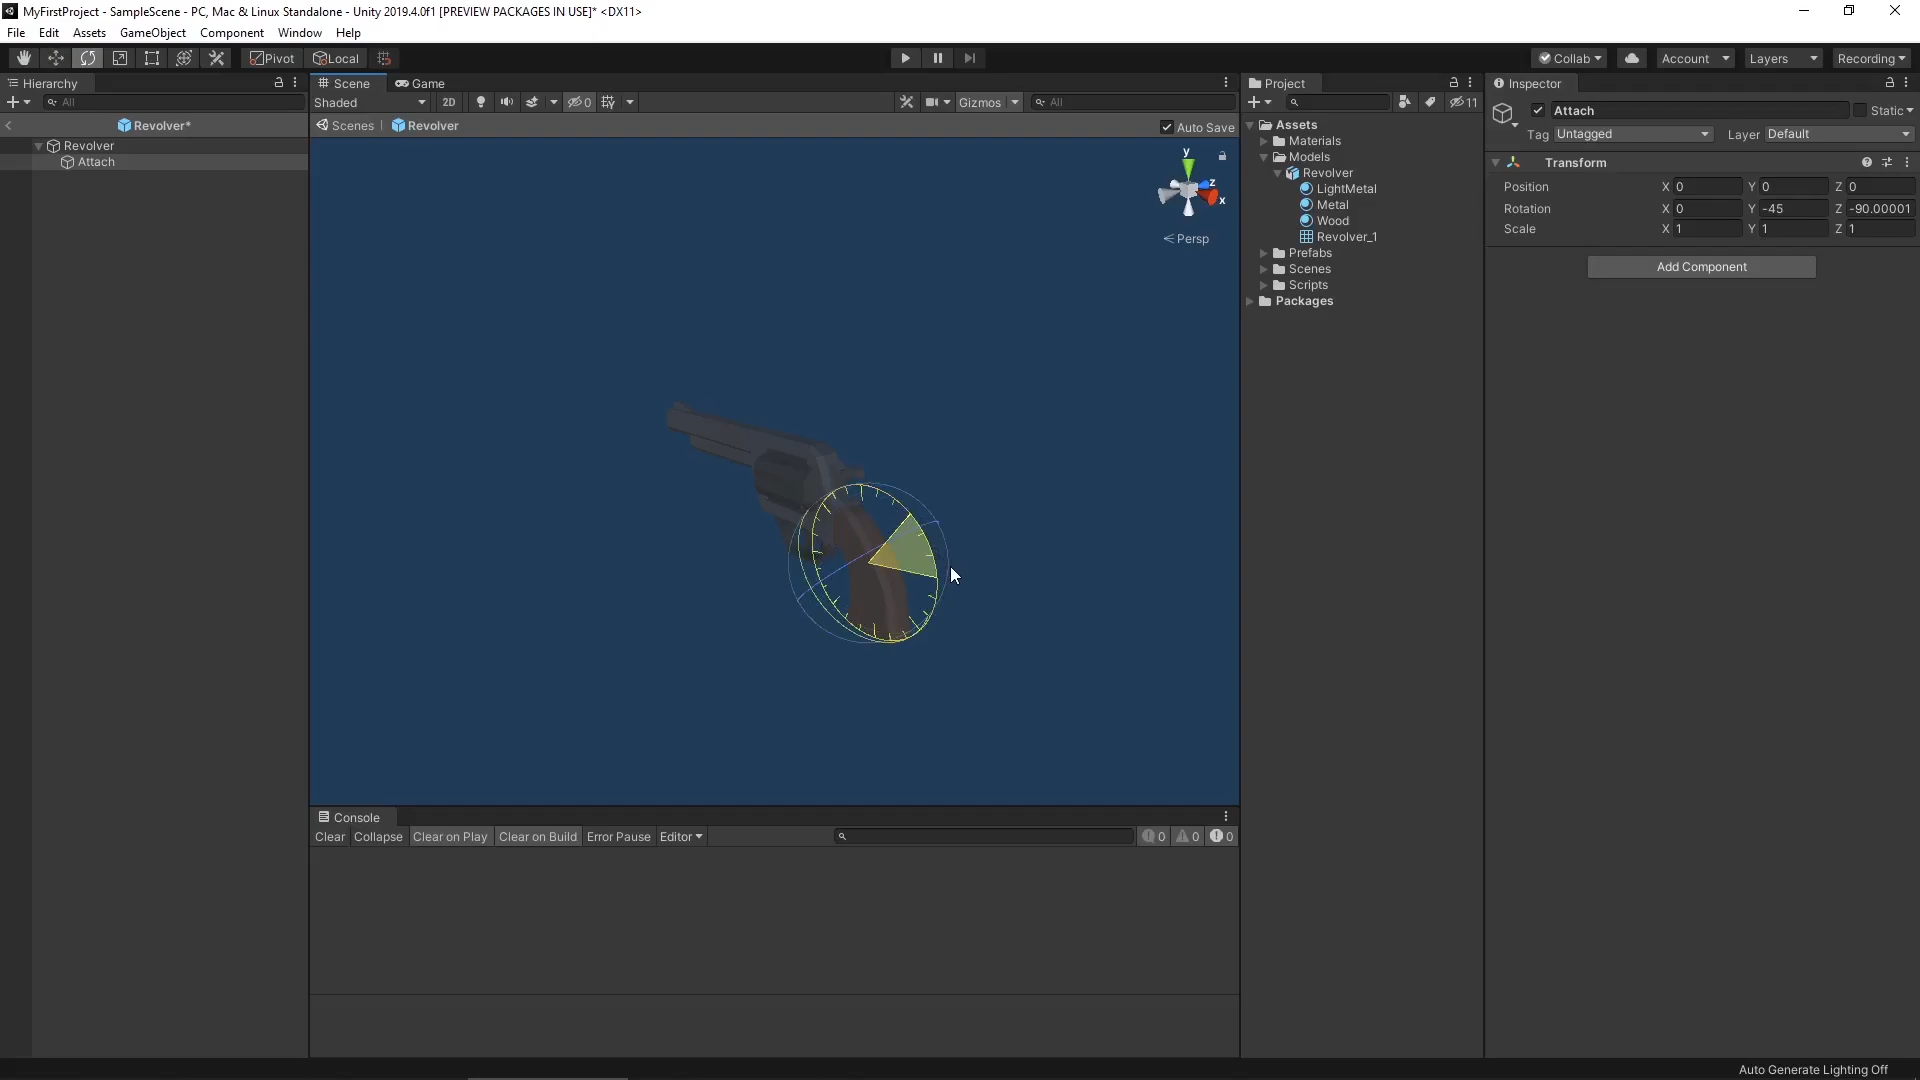 MyFirstProject - SampleScene - PC, Mac & Linux Standalone - Unity 2019.4.0f1 [PREVIEW PACKAGES IN USE]* <DX11>
File Edit Assets GameObject Component Window Help
Pivot Local Collab Account Layers Recording
Hierarchy
All
Revolver*
Revolver
Attach
Scene Game
Shaded 2D 0 Gizmos All
Scenes Revolver Auto Save
y
z
x
Persp
Console
Clear Collapse Clear on Play Clear on Build Error Pause Editor 0 0 0
Project
11
Assets
Materials
Models
Revolver
LightMetal
Metal
Wood
Revolver_1
Prefabs
Scenes
Scripts
Packages
Inspector
Attach Static
Tag Untagged Layer Default
Transform
Position X 0 Y 0 Z 0
Rotation X 0 Y -45 Z -90.00001
Scale X 1 Y 1 Z 1
Add Component
Auto Generate Lighting Off